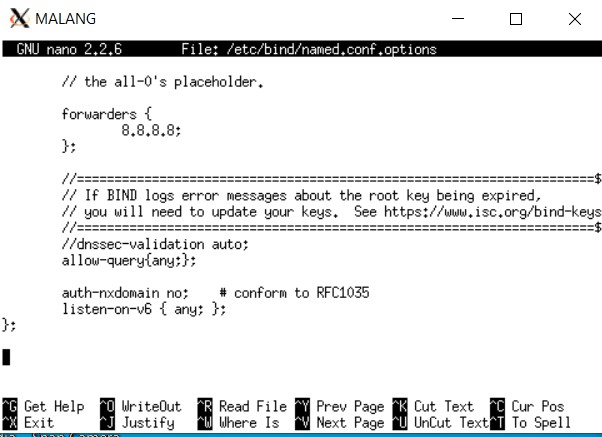 MALANG
GNU nano 2.2.6 File: /etc/bind/named.conf.options
// the all-0's placeholder.
forwarders {
8.8.8.8;
};
//=====================================================================$
// If BIND logs error messages about the root key being expired,
// you will need to update your keys. See https://www.isc.org/bind-keys
//=====================================================================$
//dnssec-validation auto;
allow-query{any;};
auth-nxdomain no; # conform to RFC1035
listen-on-v6 { any; };
};
^G Get Help ^O WriteOut ^R Read File ^Y Prev Page ^K Cut Text ^C Cur Pos
^X Exit ^J Justify ^W Where Is ^V Next Page ^U UnCut Text ^T To Spell